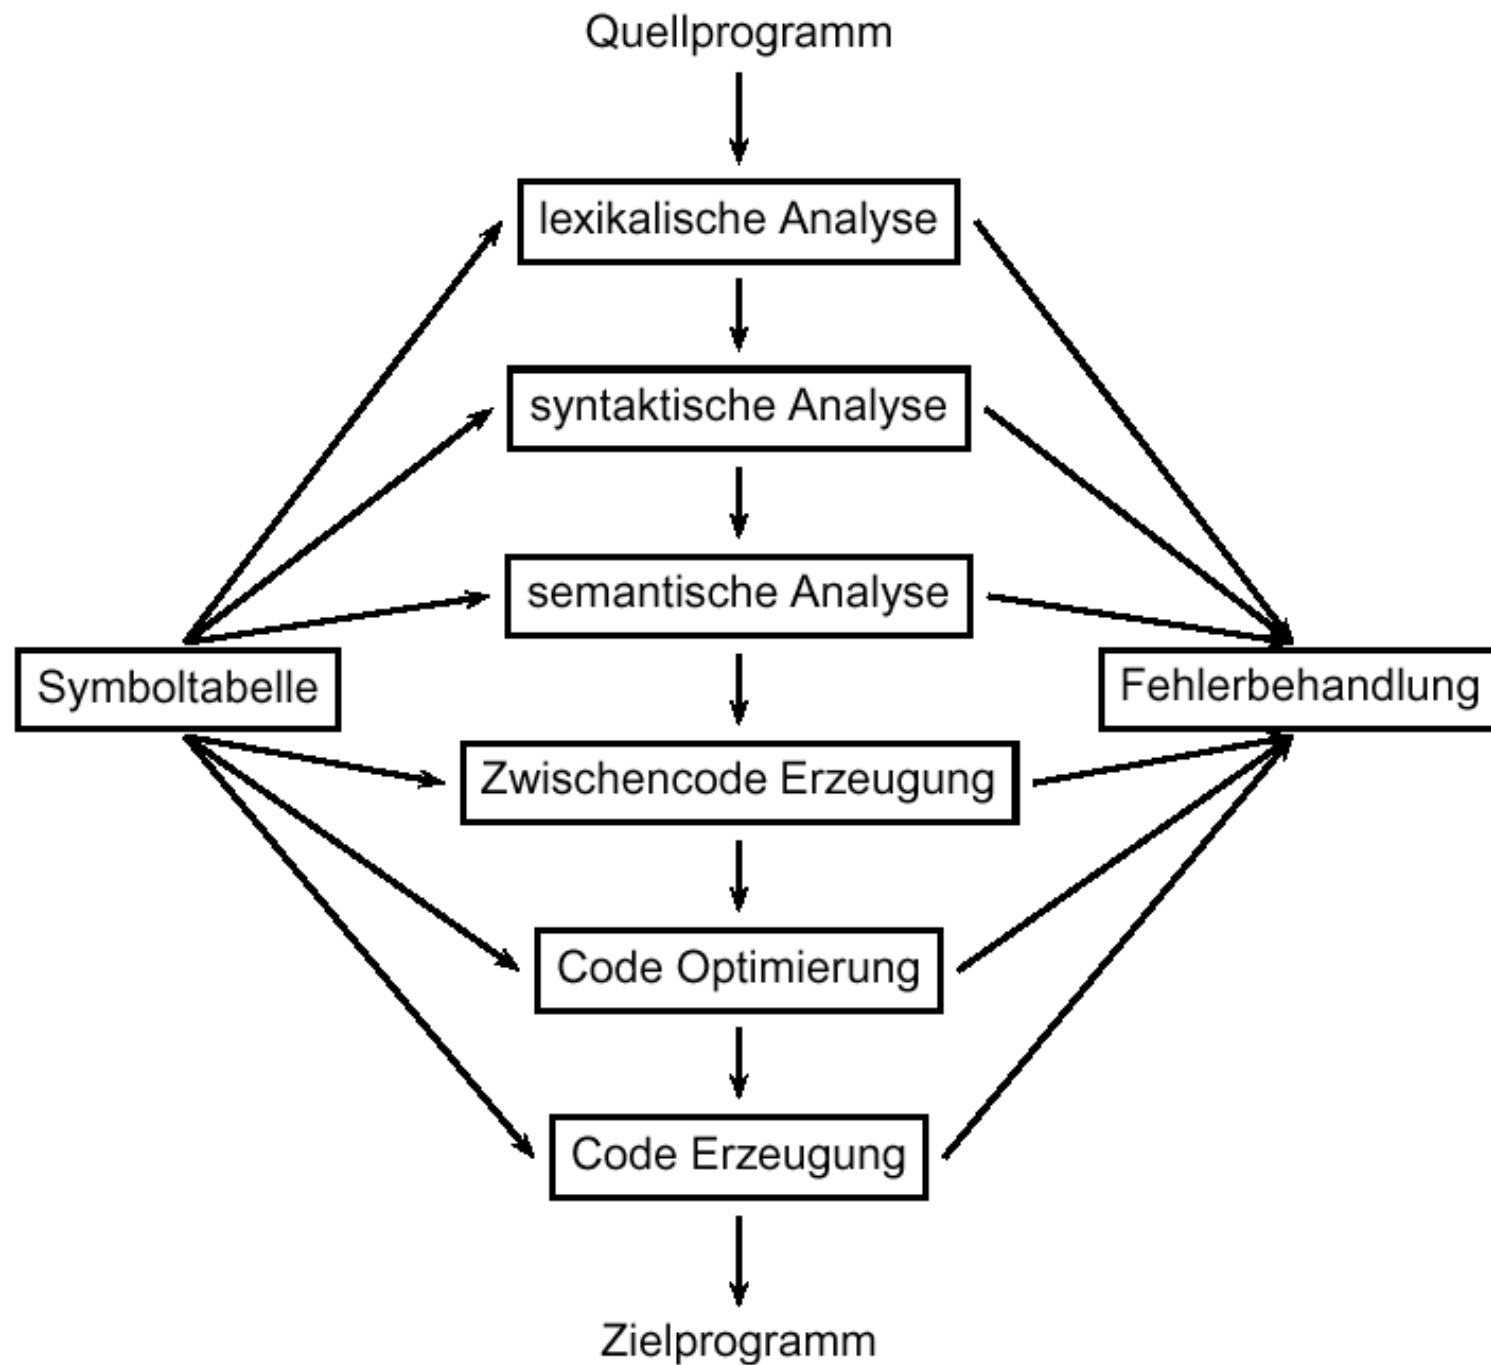 Quellprogramm
lexikalische Analyse
syntaktische Analyse
semantische Analyse
Symboltabelle
Fehlerbehandlung
Zwischencode Erzeugung
Code Optimierung
Code Erzeugung
Zielprogramm